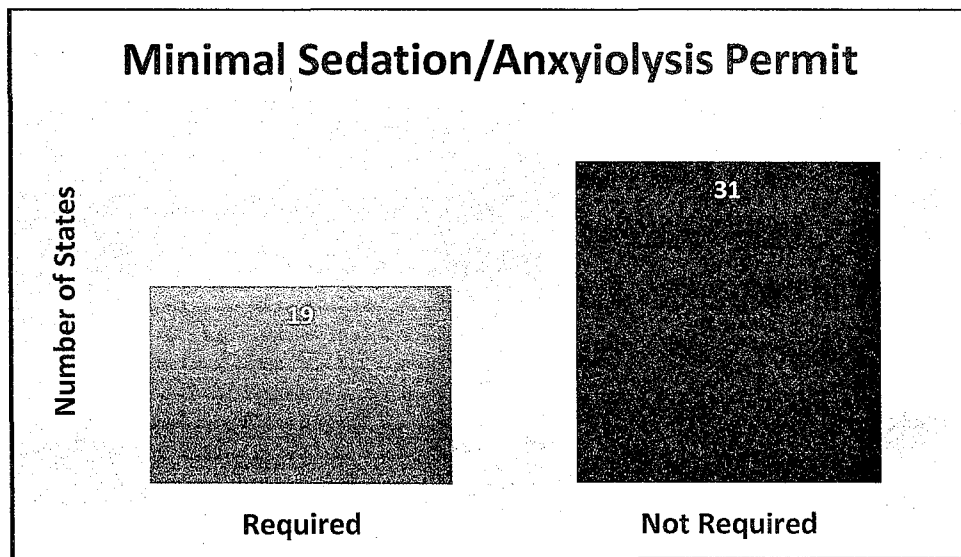 Minimal Sedation/Anxyiolysis Permit
Number of States
19
31
Required
Not Required